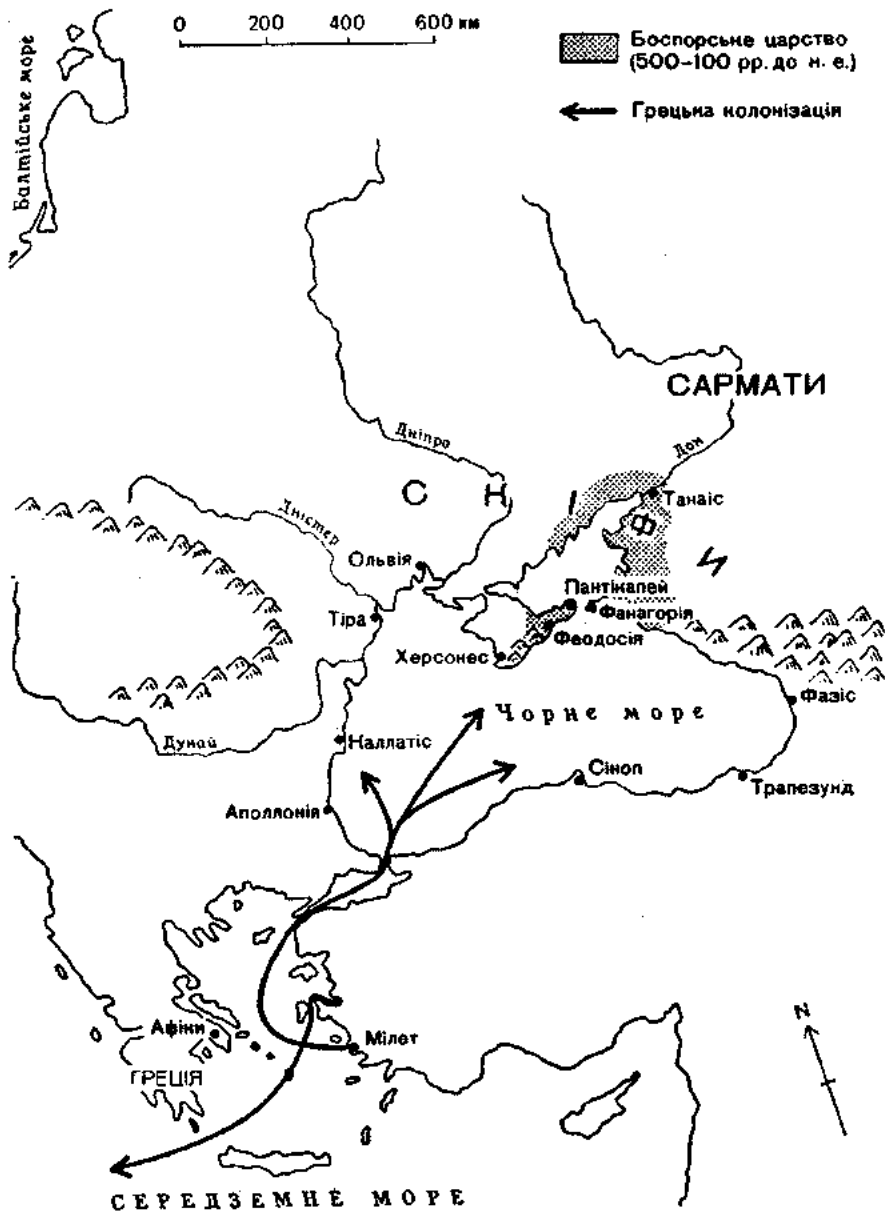 0 200 400 600 км
Боспорське царство
(500–100 рр. до н. е.)
Грецька колонізація
Балтійське море
САРМАТИ
Дніпро
Дон
С Н І Ф И
Танаїс
Дністер
Ольвія
Пантікапей
Тіра
Фанагорія
Феодосія
Херсонес
Фазіс
Чорне море
Дунай
Наллатіс
Сіноп
Трапезунд
Аполлонія
N
Афіни
Мілет
ГРЕЦІЯ
СЕРЕДЗЕМНЕ МОРЕ